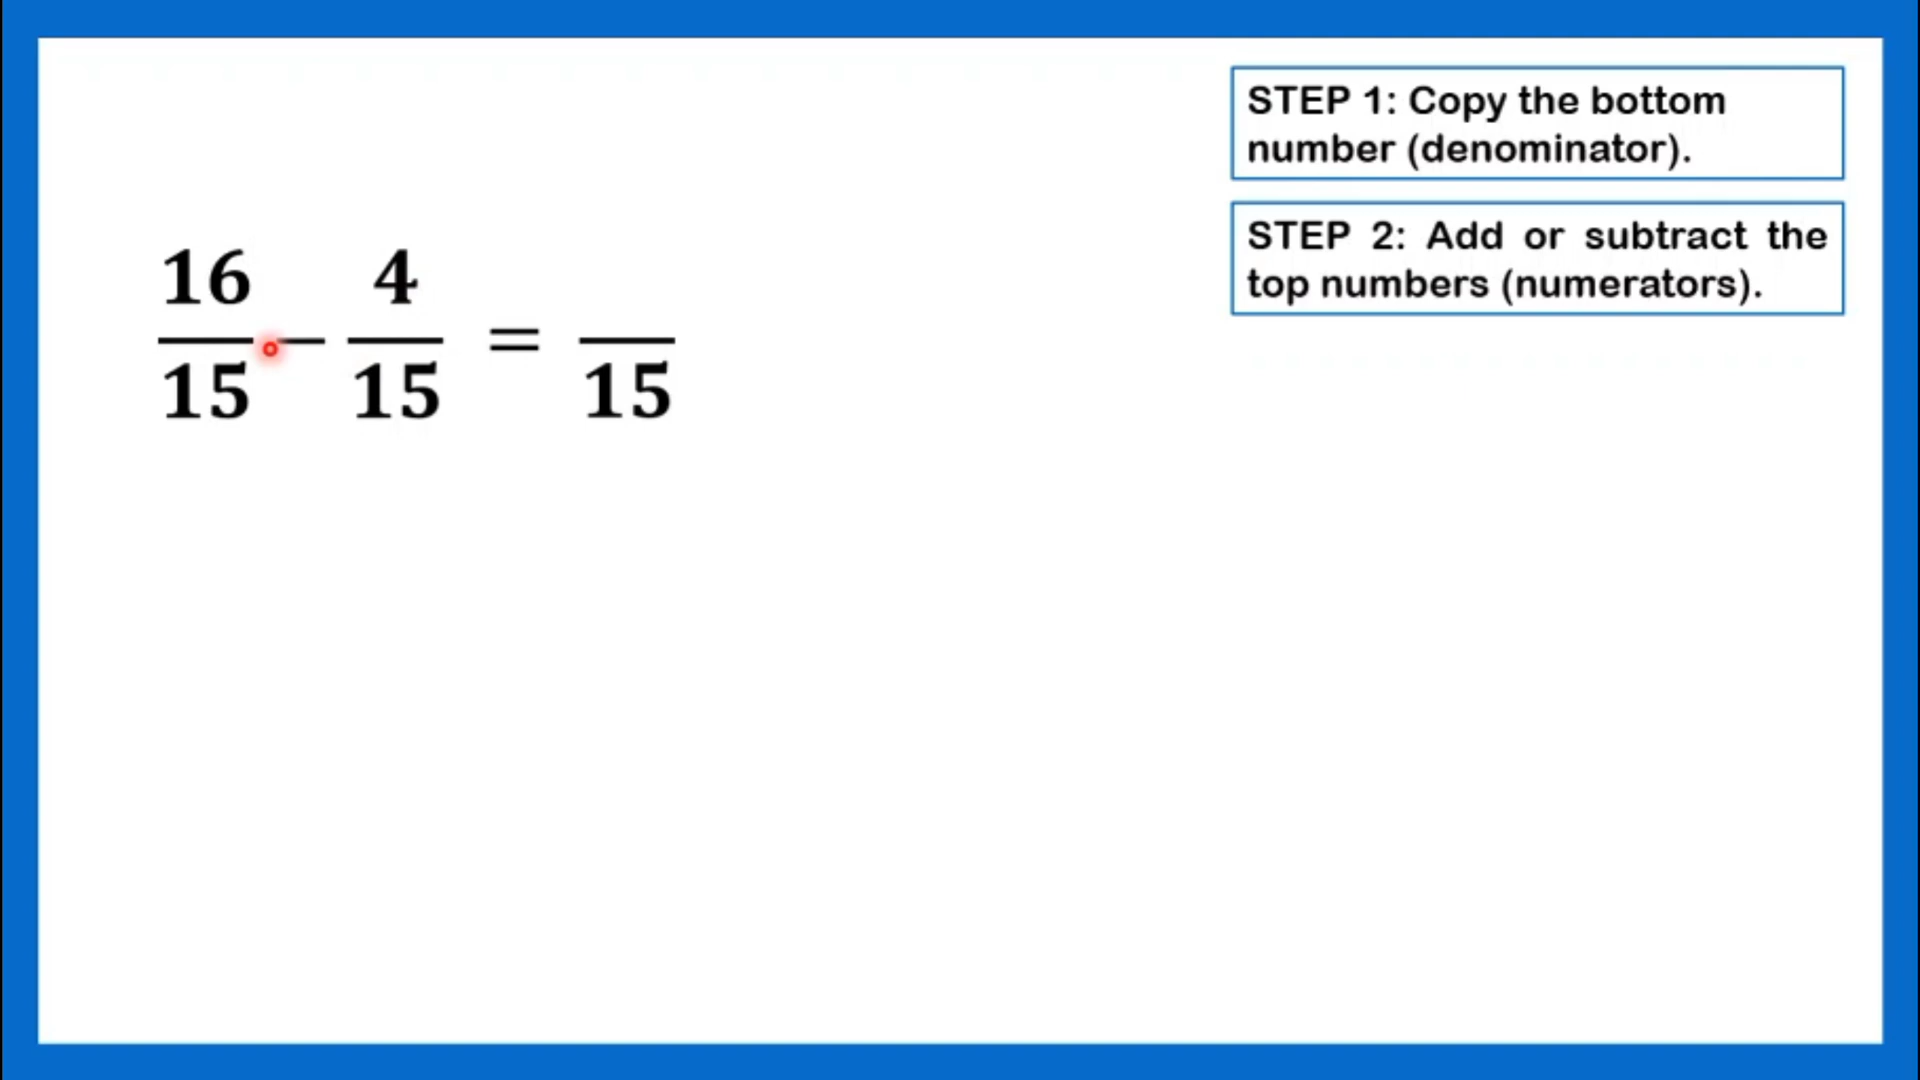 STEP 1: Copy the bottom
number (denominator).
STEP 2: Add or subtract the
top numbers (numerators).
16/15 − 4/15 = /15